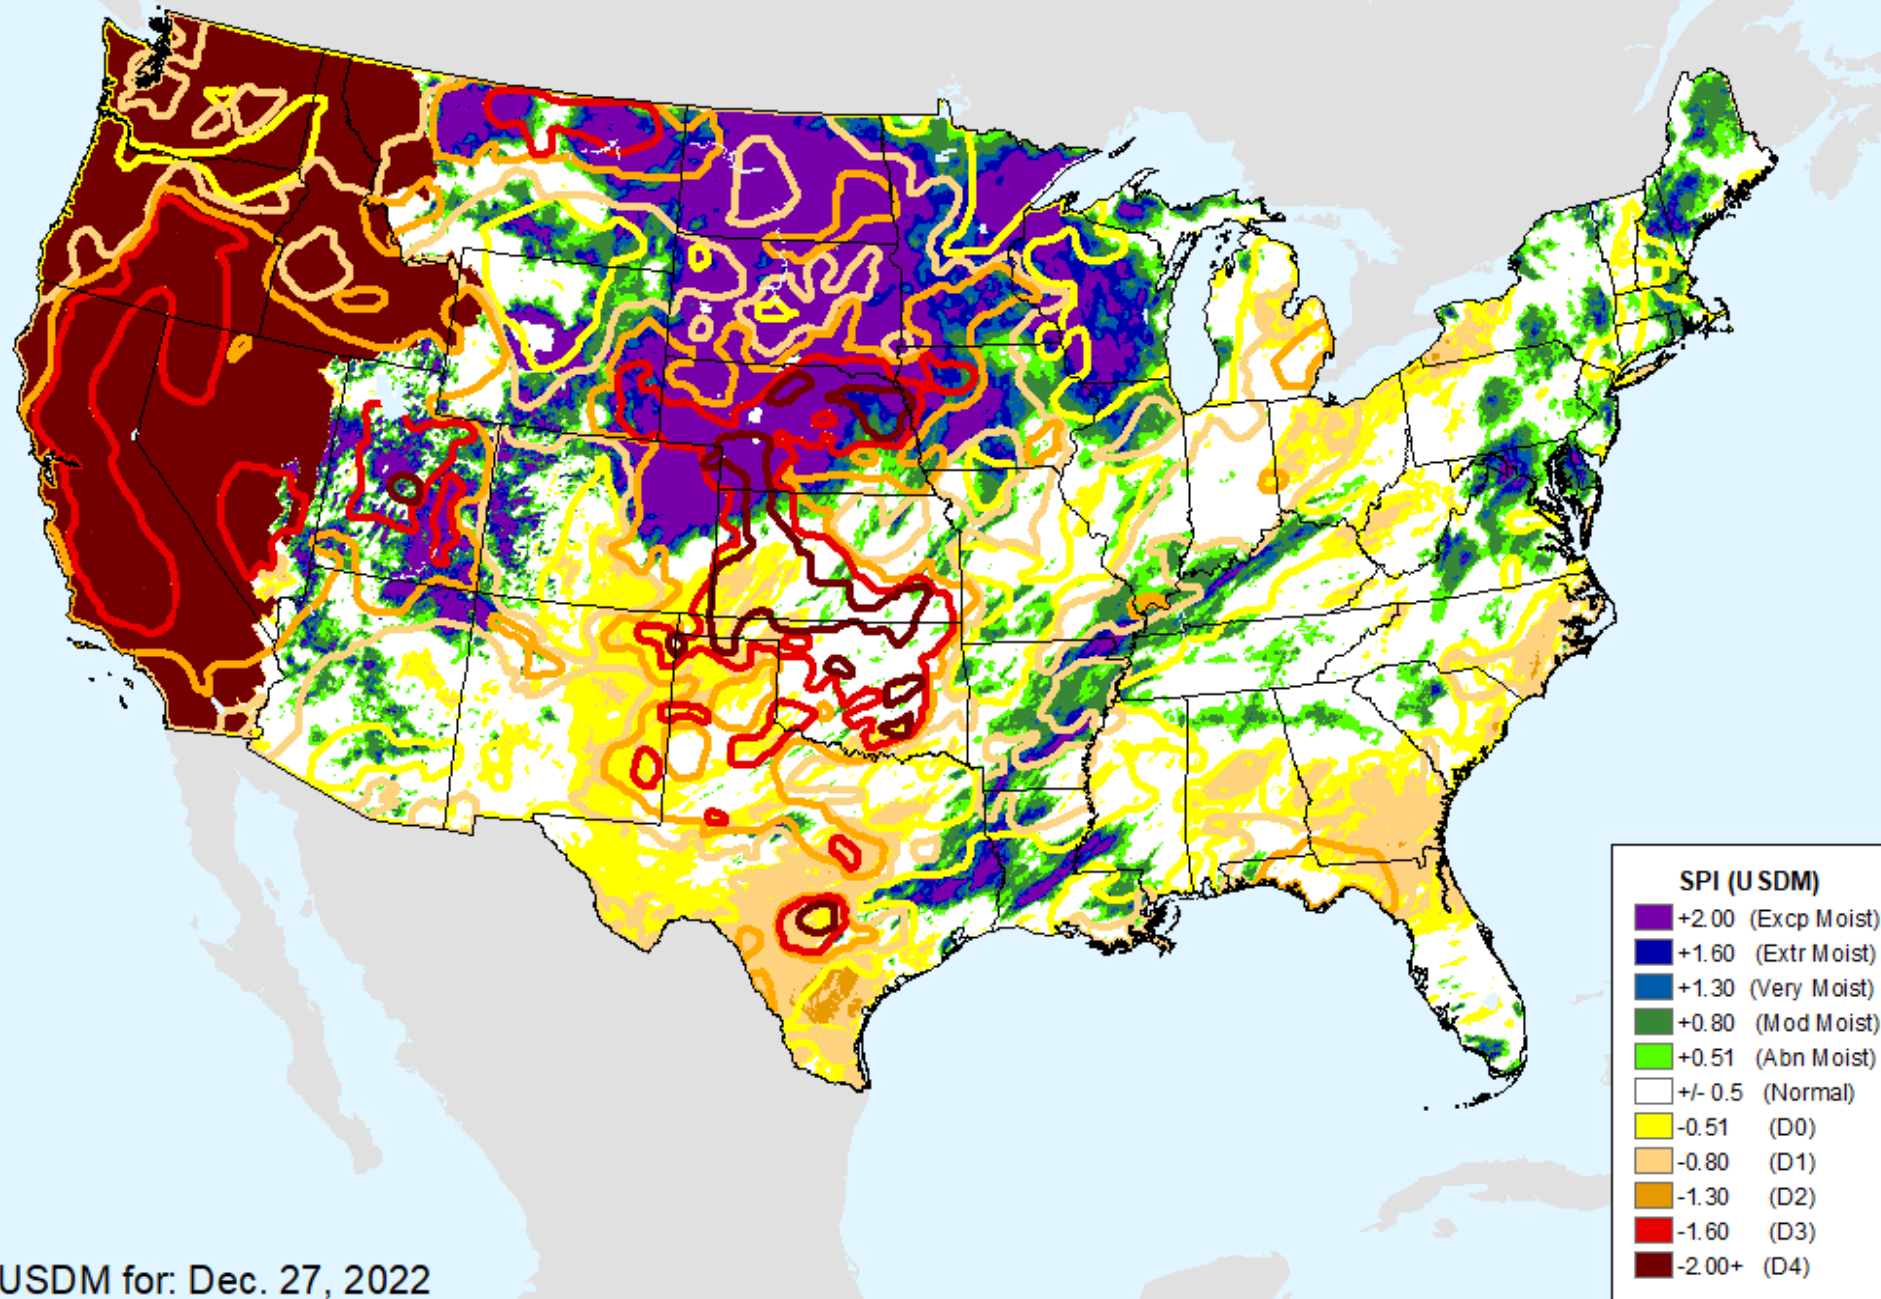 SPI (USDM)
+2.00 (Excp Moist)
+1.60 (Extr Moist)
+1.30 (Very Moist)
+0.80 (Mod Moist)
+0.51 (Abn Moist)
+/- 0.5 (Normal)
-0.51 (D0)
-0.80 (D1)
-1.30 (D2)
-1.60 (D3)
-2.00+ (D4)
USDM for: Dec. 27, 2022